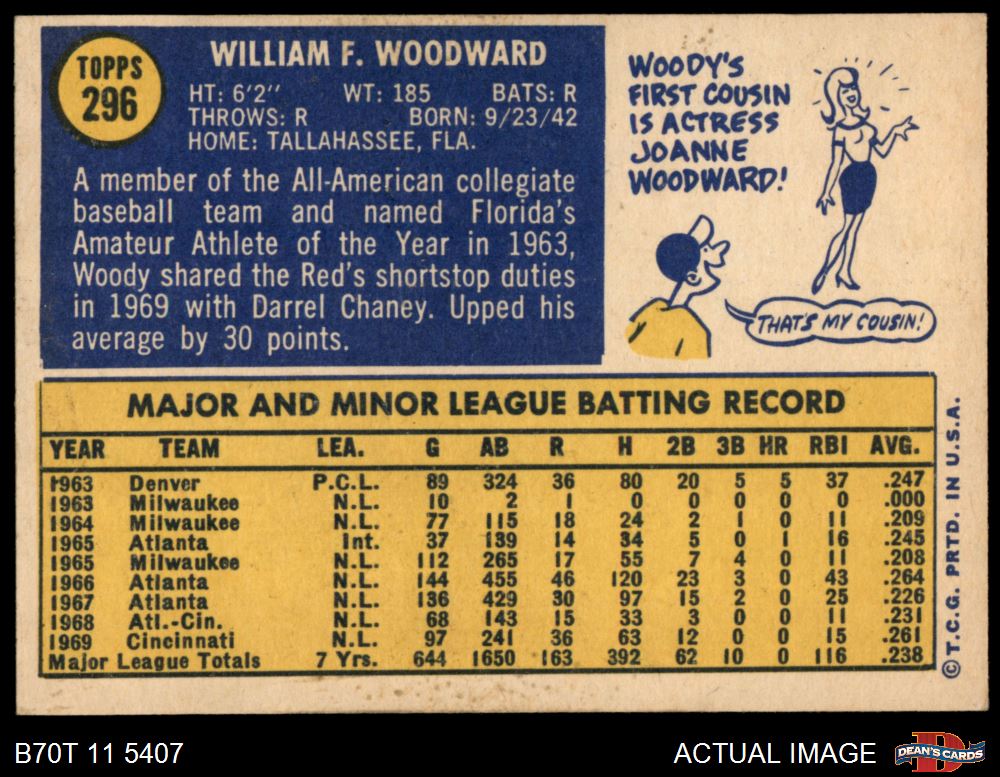 TOPPS
296
WILLIAM F. WOODWARD
HT: 6'2'' WT: 185 BATS: R
THROWS: R BORN: 9/23/42
HOME: TALLAHASSEE, FLA.
A member of the All-American collegiate
baseball team and named Florida's
Amateur Athlete of the Year in 1963,
Woody shared the Red's shortstop duties
in 1969 with Darrel Chaney. Upped his
average by 30 points.
WOODY'S
FIRST COUSIN
IS ACTRESS
JOANNE
WOODWARD!
THAT'S MY COUSIN!
MAJOR AND MINOR LEAGUE BATTING RECORD
YEAR TEAM LEA. G AB R H 2B 3B HR RBI AVG.
1963 Denver P.C.L. 89 324 36 80 20 5 5 37 .247
1963 Milwaukee N.L. 10 2 1 0 0 0 0 0 .000
1964 Milwaukee N.L. 77 115 18 24 2 1 0 11 .209
1965 Atlanta Int. 37 139 14 34 5 0 1 16 .245
1965 Milwaukee N.L. 112 265 17 55 7 4 0 11 .208
1966 Atlanta N.L. 144 455 46 120 23 3 0 43 .264
1967 Atlanta N.L. 136 429 30 97 15 2 0 25 .226
1968 Atl.-Cin. N.L. 68 143 15 33 3 0 0 11 .231
1969 Cincinnati N.L. 97 241 36 63 12 0 0 15 .261
Major League Totals 7 Yrs. 644 1650 163 392 62 10 0 116 .238
© T.C.G. PRTD. IN U.S.A.
B70T 11 5407
ACTUAL IMAGE
D
DEAN'S CARDS